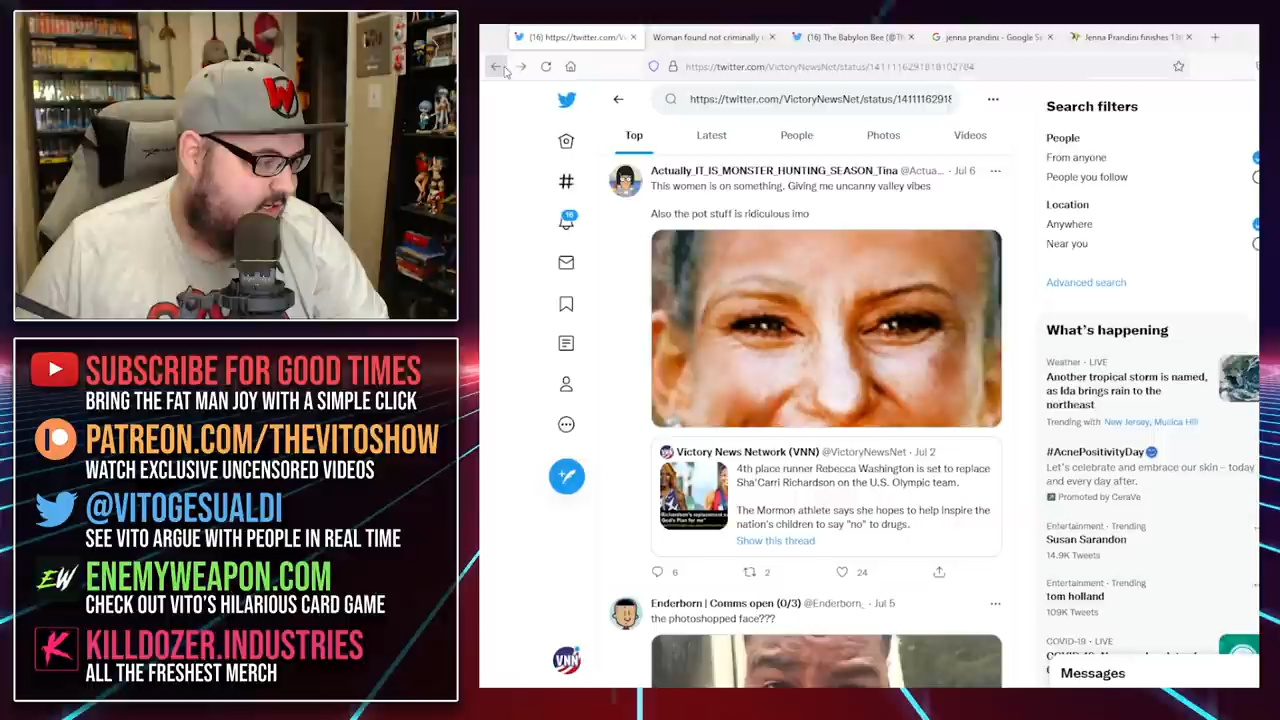 SUBSCRIBE FOR GOOD TIMES
BRING THE FAT MAN JOY WITH A SIMPLE CLICK
PATREON.COM/THEVITOSHOW
WATCH EXCLUSIVE UNCENSORED VIDEOS
@VITOGESUALDI
SEE VITO ARGUE WITH PEOPLE IN REAL TIME
EW
ENEMYWEAPON.COM
CHECK OUT VITO'S HILARIOUS CARD GAME
K
KILLDOZER.INDUSTRIES
ALL THE FRESHEST MERCH
(16) https://twitter.com/Vi
Woman found not criminally
(16) The Babylon Bee (@Th
jenna prandini - Google Se
Jenna Prandini finishes
https://twitter.com/VictoryNewsNet/status/1411116291818102784
https://twitter.com/VictoryNewsNet/status/14111162918
Top
Latest
People
Photos
Videos
16
Actually_IT_IS_MONSTER_HUNTING_SEASON_Tina @Actua... · Jul 6
This women is on something. Giving me uncanny valley vibes
Also the pot stuff is ridiculous imo
Victory News Network (VNN) @VictoryNewsNet · Jul 2
4th place runner Rebecca Washington is set to replace
Sha'Carri Richardson on the U.S. Olympic team.
The Mormon athlete says she hopes to help inspire the
nation's children to say "no" to drugs.
Show this thread
6
2
24
Enderborn | Comms open (0/3) @Enderborn_ · Jul 5
the photoshopped face???
VNN
Search filters
People
From anyone
People you follow
Location
Anywhere
Near you
Advanced search
What's happening
Weather · LIVE
Another tropical storm is named,
as Ida brings rain to the
northeast
Trending with New Jersey, Mullica Hill
#AcnePositivityDay
Let's celebrate and embrace our skin – today
and every day after.
Promoted by CeraVe
Entertainment · Trending
Susan Sarandon
14.9K Tweets
Entertainment · Trending
tom holland
109K Tweets
COVID-19 · LIVE
Messages